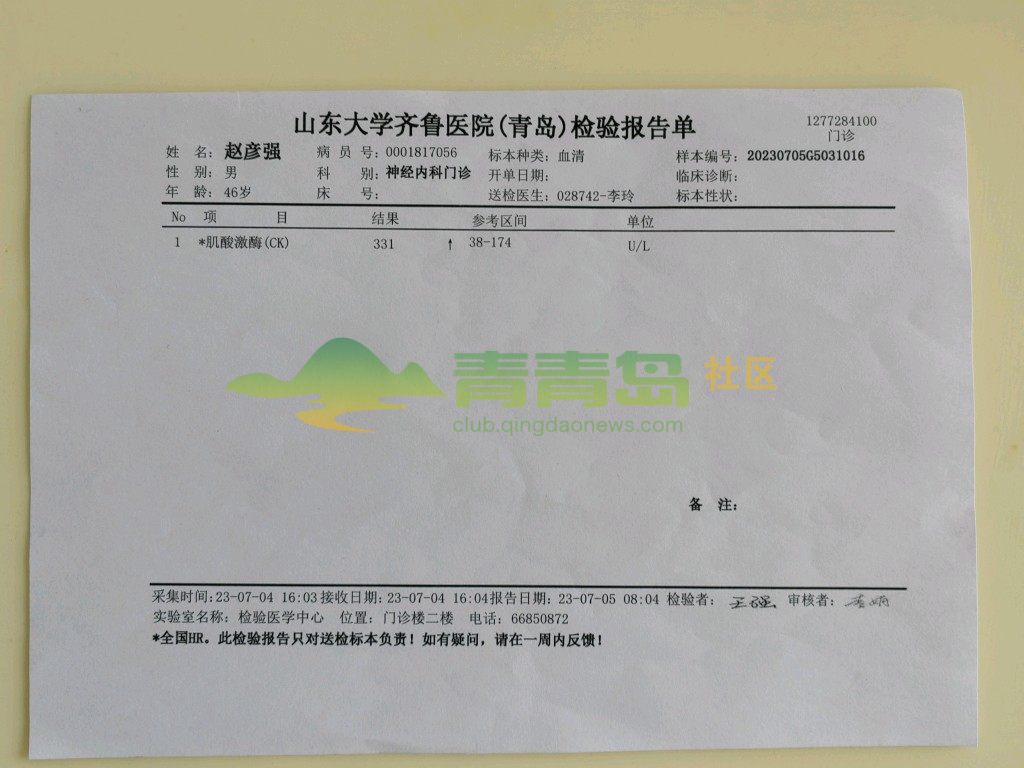 山东大学齐鲁医院(青岛)检验报告单
1277284100
门诊
姓 名: 赵彦强 病 员 号: 0001817056 标本种类: 血清 样本编号: 20230705G5031016
性 别: 男 科 别: 神经内科门诊 开单日期: 临床诊断:
年 龄: 46岁 床 号: 送检医生: 028742-李玲 标本性状:
No 项 目 结果 参考区间 单位
1 *肌酸激酶(CK) 331 ↑ 38-174 U/L
青青岛 社区
club.qingdaonews.com
备 注:
采集时间:23-07-04 16:03 接收日期:23-07-04 16:04 报告日期: 23-07-05 08:04 检验者: 审核者:
实验室名称: 检验医学中心 位置: 门诊楼二楼 电话: 66850872
*全国HR。此检验报告只对送检标本负责!如有疑问,请在一周内反馈!